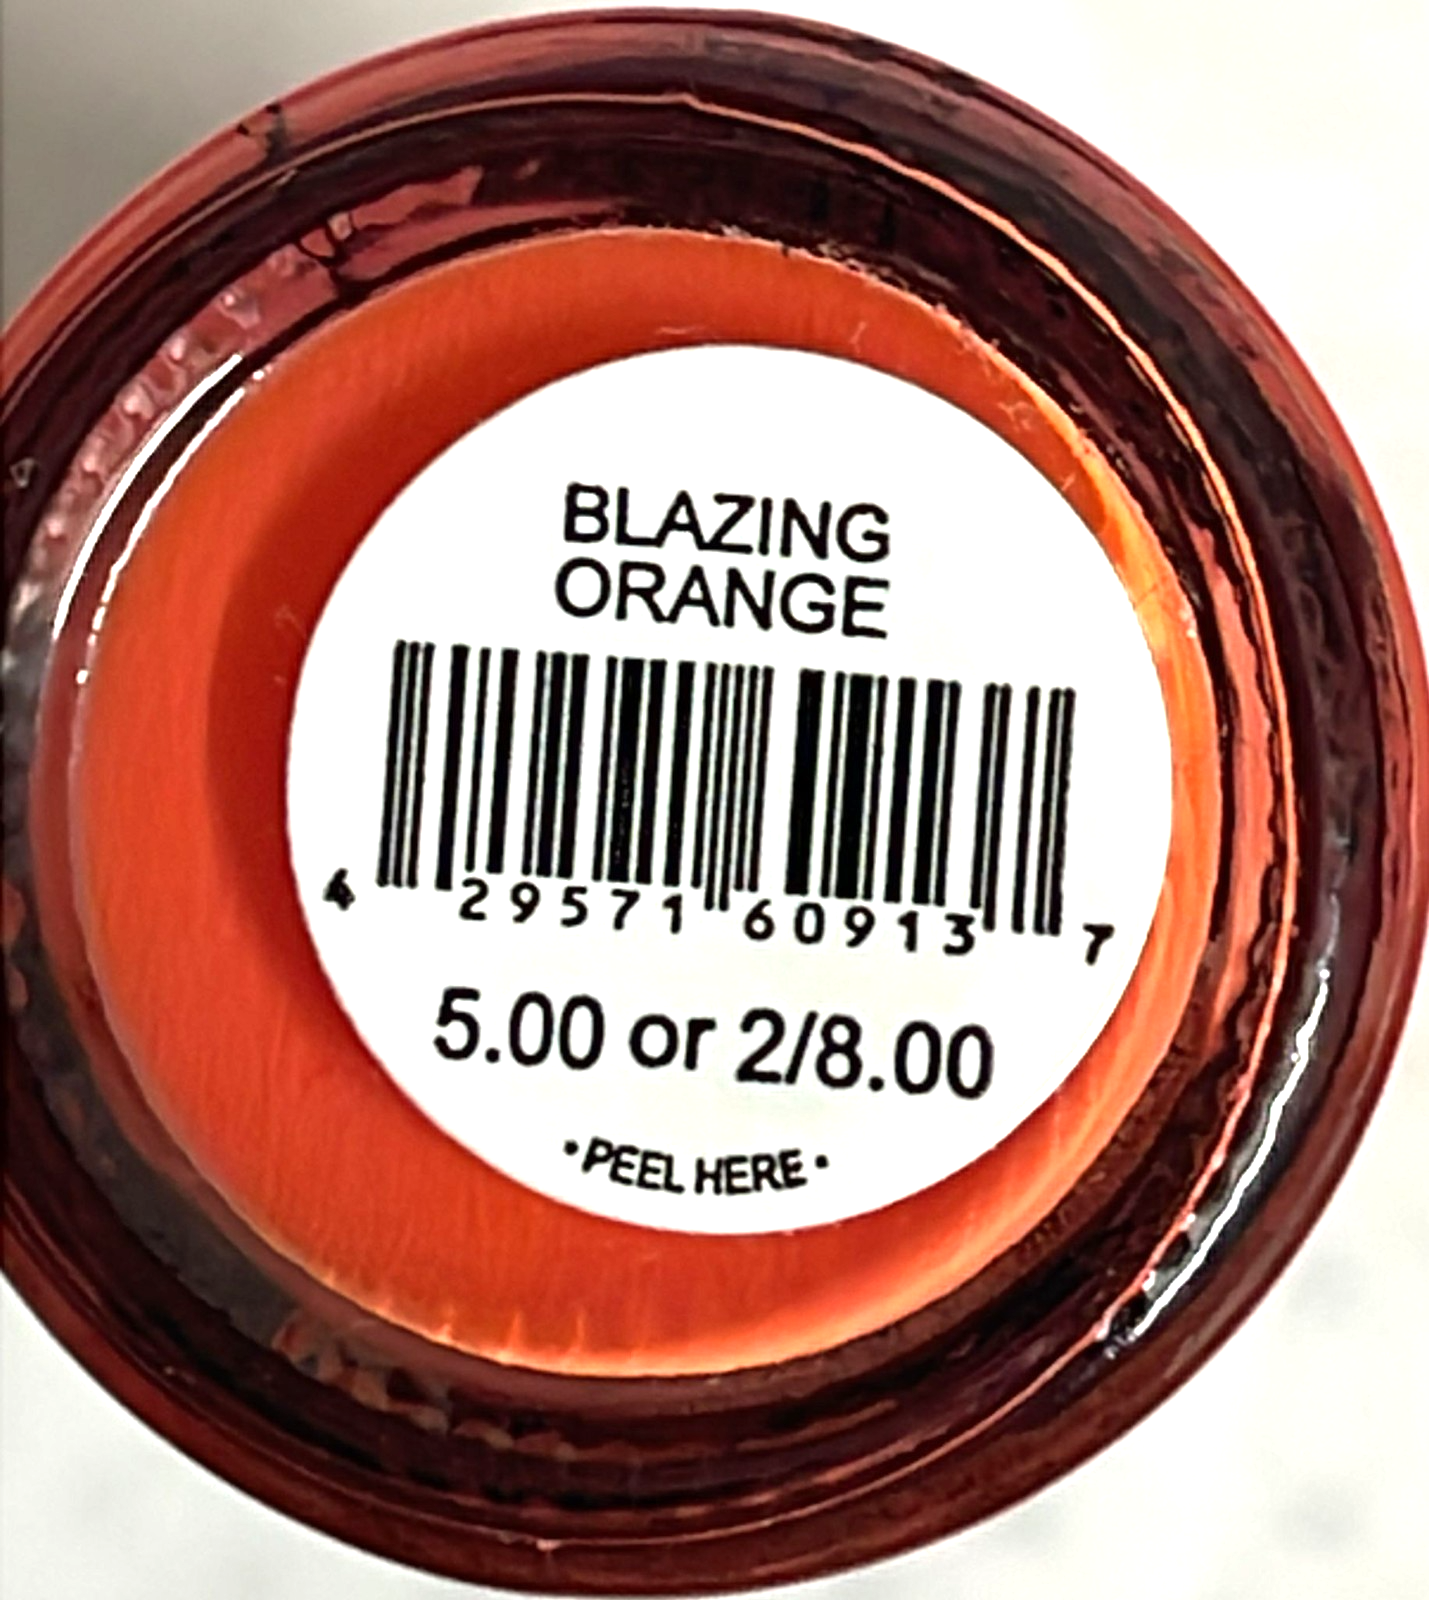 BLAZING
ORANGE
4 29571 60913 7
5.00 or 2/8.00
• PEEL HERE •